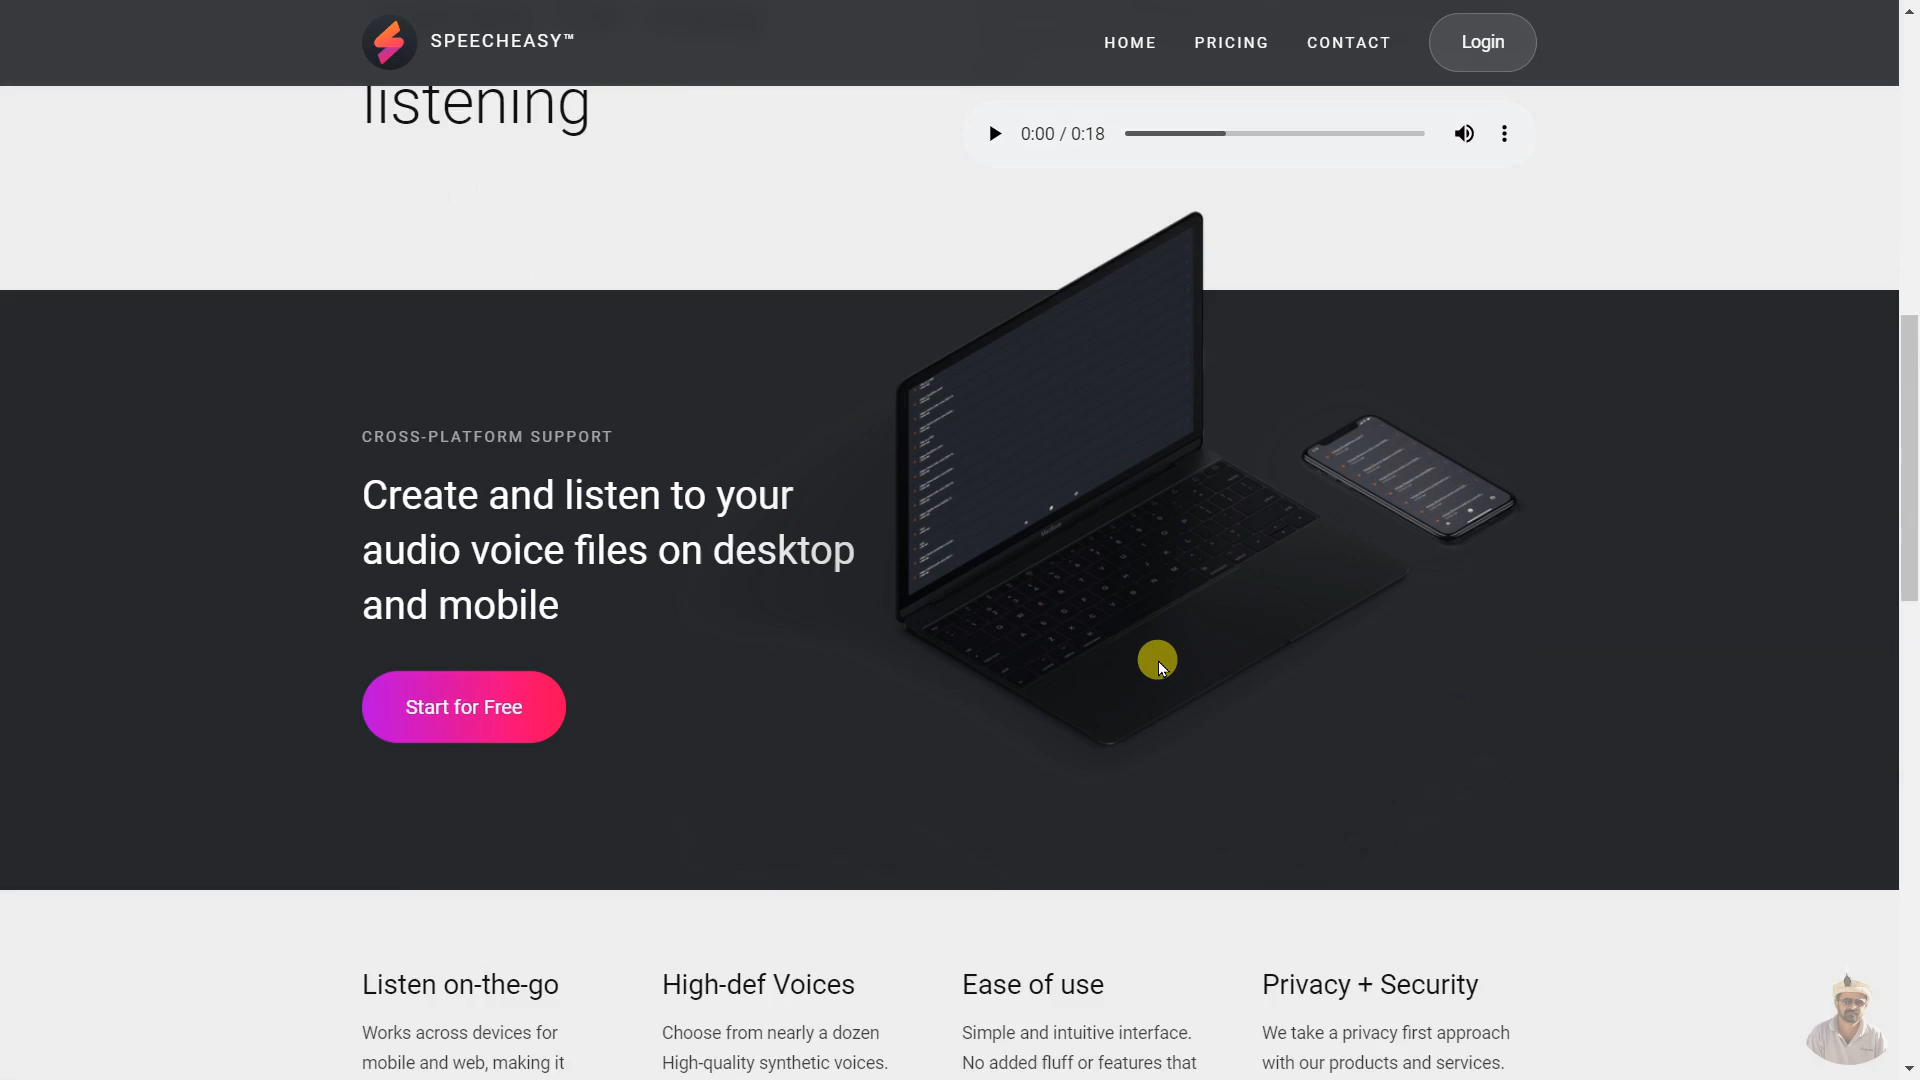 SPEECHEASY™
HOME PRICING CONTACT Login
listening
0:00 / 0:18
CROSS-PLATFORM SUPPORT
Create and listen to your
audio voice files on desktop
and mobile
Start for Free
Listen on-the-go
Works across devices for
mobile and web, making it
High-def Voices
Choose from nearly a dozen
High-quality synthetic voices.
Ease of use
Simple and intuitive interface.
No added fluff or features that
Privacy + Security
We take a privacy first approach
with our products and services.